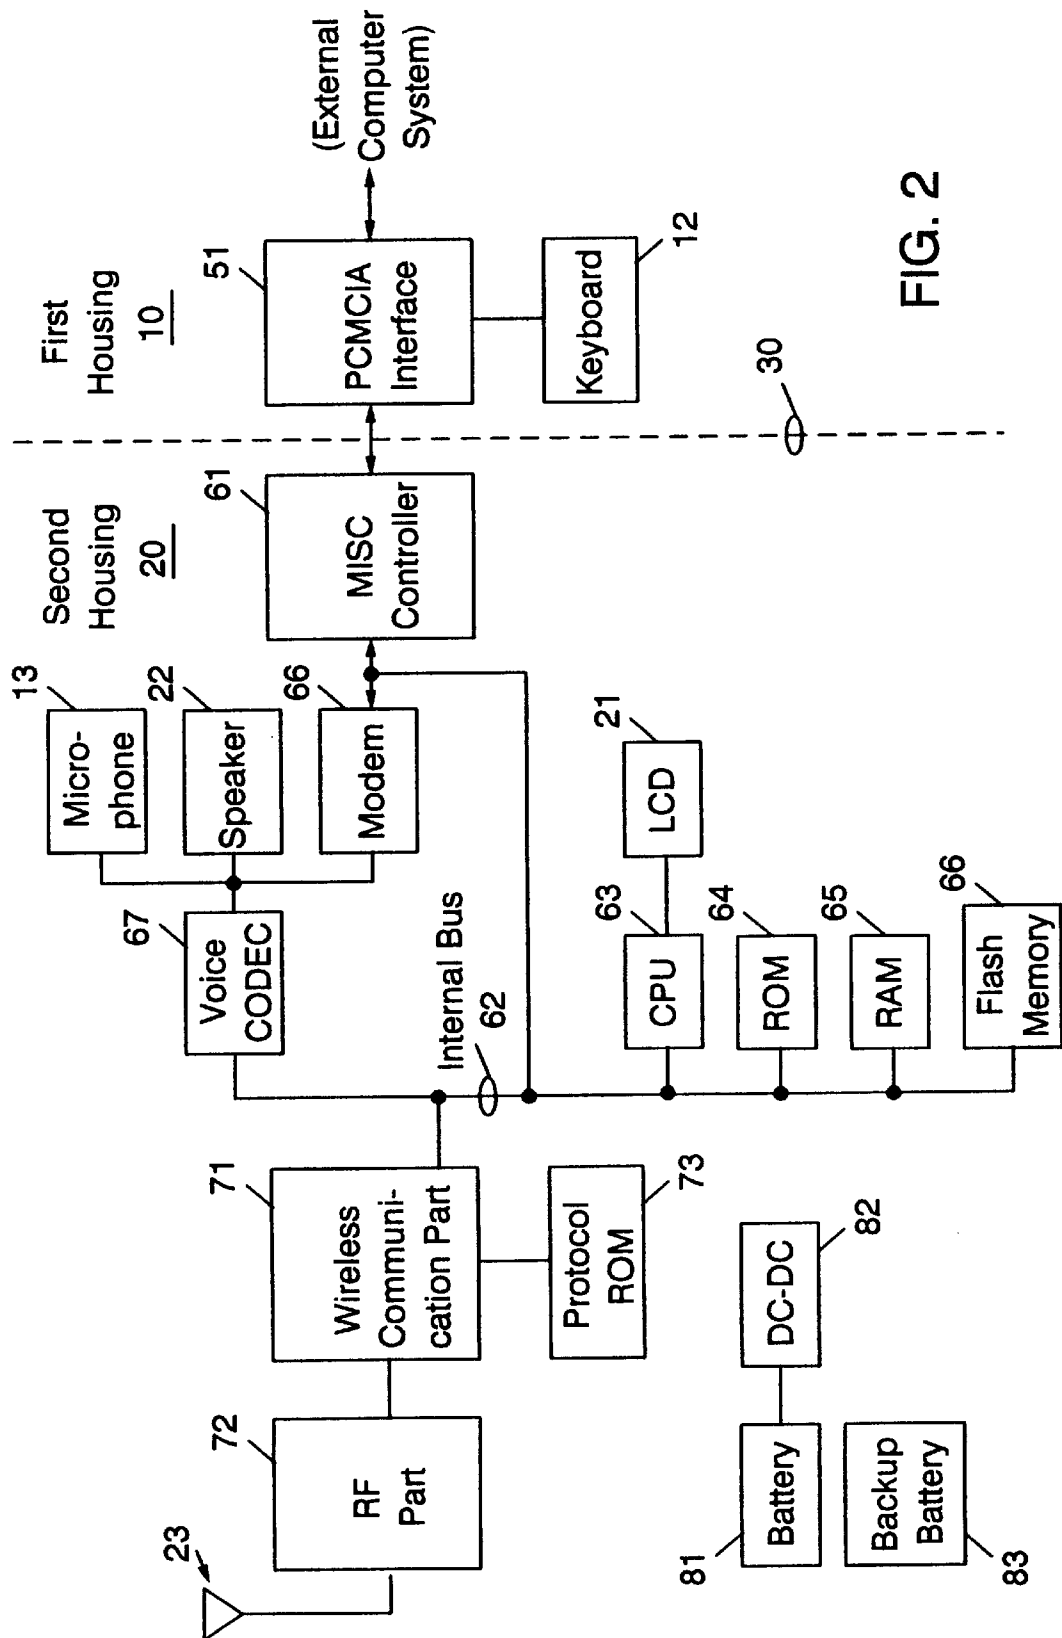 Second
Housing
20
First
Housing
10
13
Micro-
phone
22
Speaker
66
Modem
67
Voice
CODEC
61
MISC
Controller
51
PCMCIA
Interface
(External
Computer
System)
12
Keyboard
30
23
72
RF
Part
71
Wireless
Communi-
cation Part
73
Protocol
ROM
Internal Bus
62
63
CPU
21
LCD
64
ROM
65
RAM
66
Flash
Memory
81
Battery
82
DC-DC
83
Backup
Battery
FIG. 2